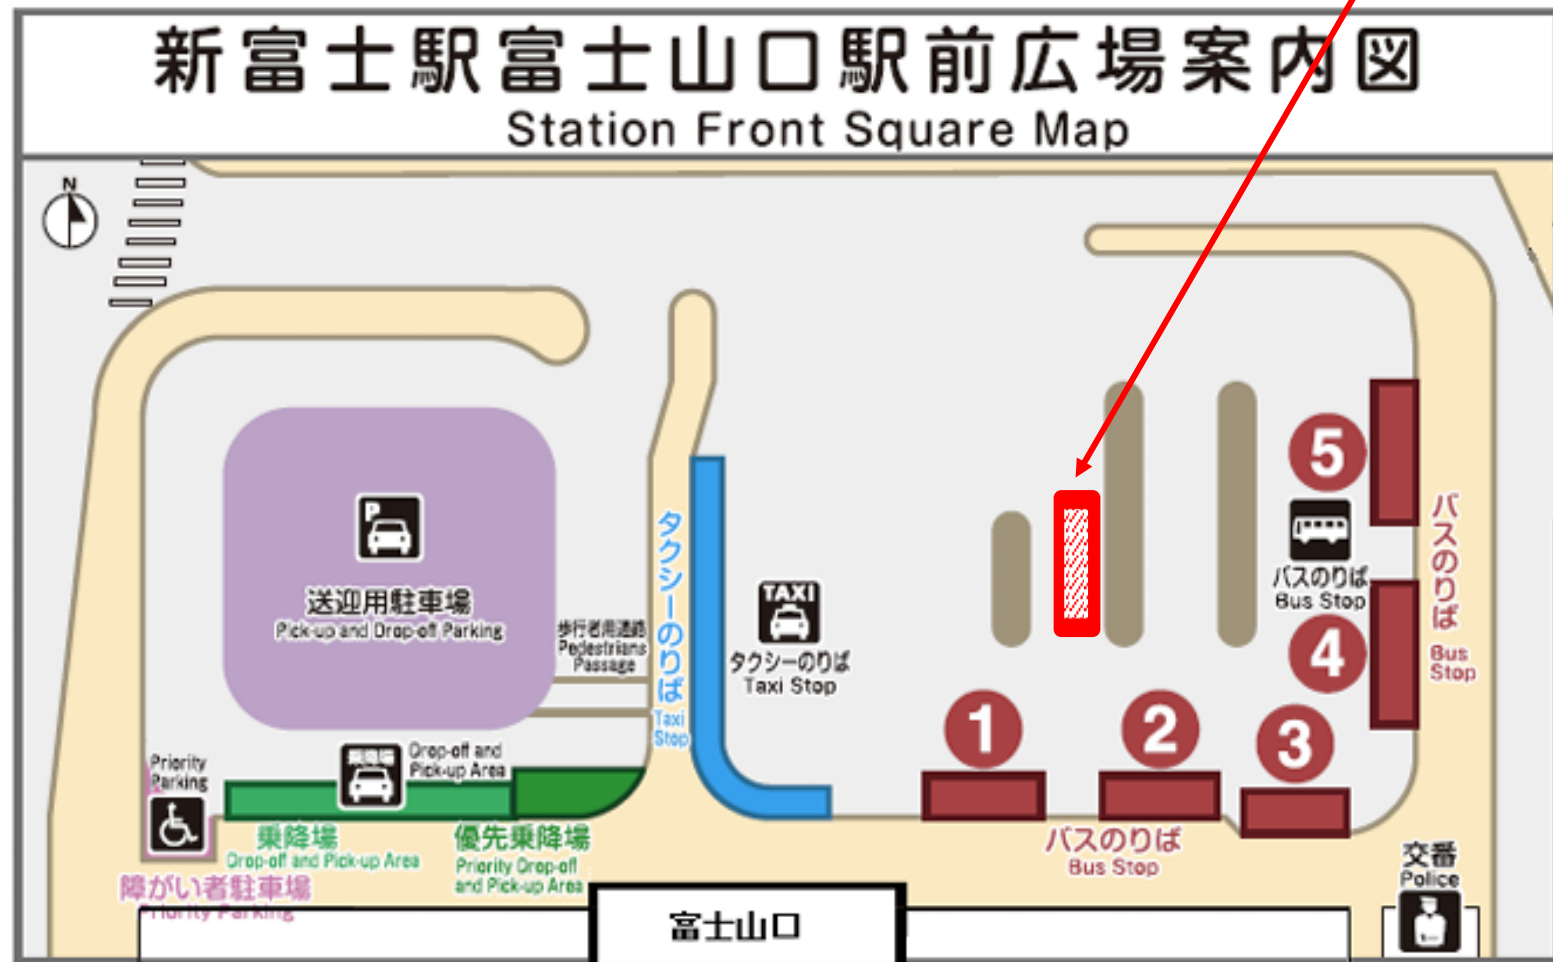 新富士駅富士山口駅前広場案内図
Station Front Square Map
N
5
バスのりば
Bus Stop
バスのりば
Bus
Stop
4
P
送迎用駐車場
Pick-up and Drop-off Parking
歩行者用通路
Pedestrians
Passage
タクシーのりば
Taxi
Stop
TAXI
タクシーのりば
Taxi Stop
1
2
3
Priority
Parking
Drop-off and
Pick-up Area
乗降場
Drop-off and Pick-up Area
優先乗降場
Priority Drop-off
and Pick-up Area
障がい者駐車場
Priority Parking
バスのりば
Bus Stop
交番
Police
富士山口